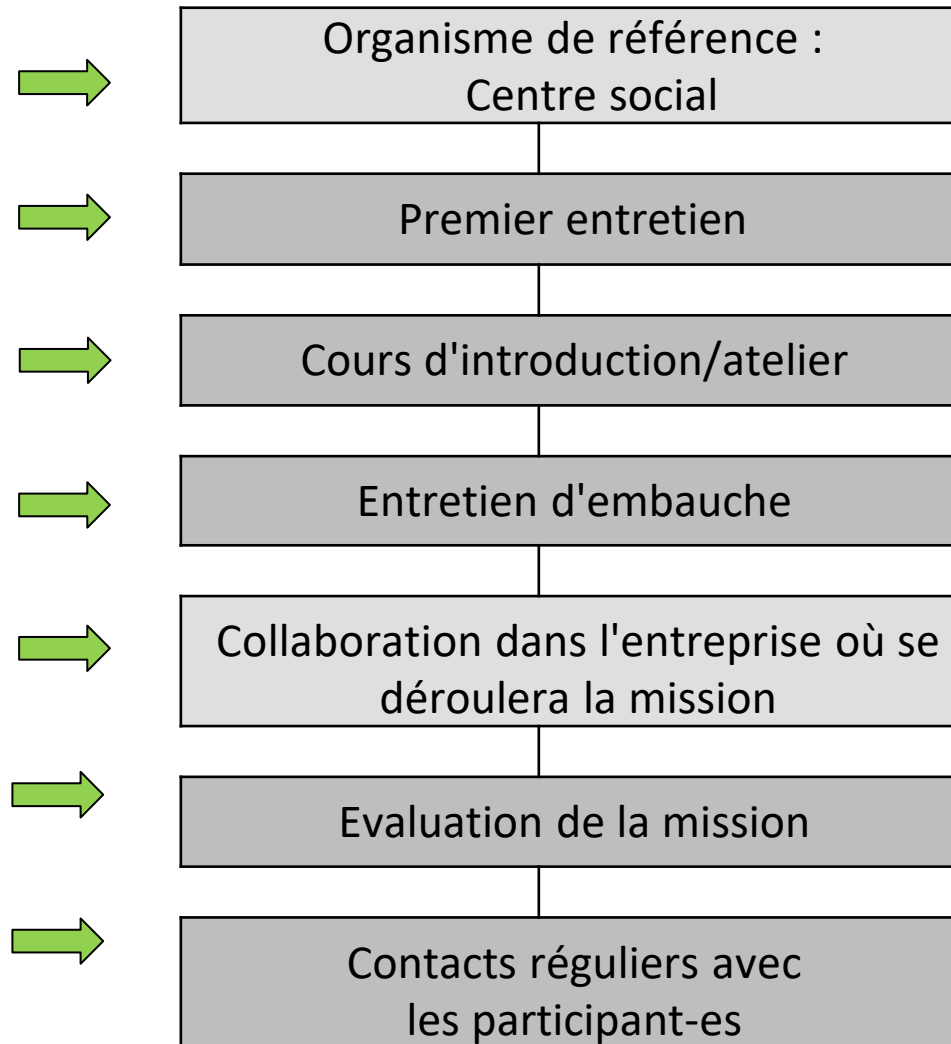 Organisme de référence :
Centre social
Premier entretien
Cours d'introduction/atelier
Entretien d'embauche
Collaboration dans l'entreprise où se
déroulera la mission
Evaluation de la mission
Contacts réguliers avec
les participant-es